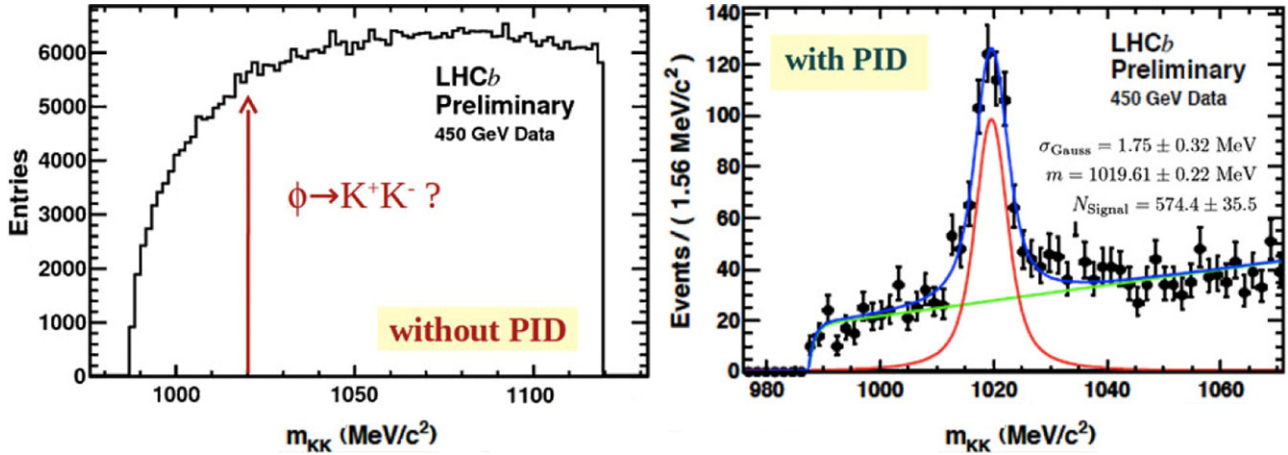 6000
5000
4000
3000
2000
1000
0
Entries
LHCb
Preliminary
450 GeV Data
ϕ→K⁺K⁻ ?
without PID
1000 1050 1100
m_KK (MeV/c²)
140
120
100
80
60
40
20
0
Events / ( 1.56 MeV/c² )
with PID
LHCb
Preliminary
450 GeV Data
σ_Gauss = 1.75 ± 0.32 MeV
m = 1019.61 ± 0.22 MeV
N_Signal = 574.4 ± 35.5
980 1000 1020 1040 1060
m_KK (MeV/c²)